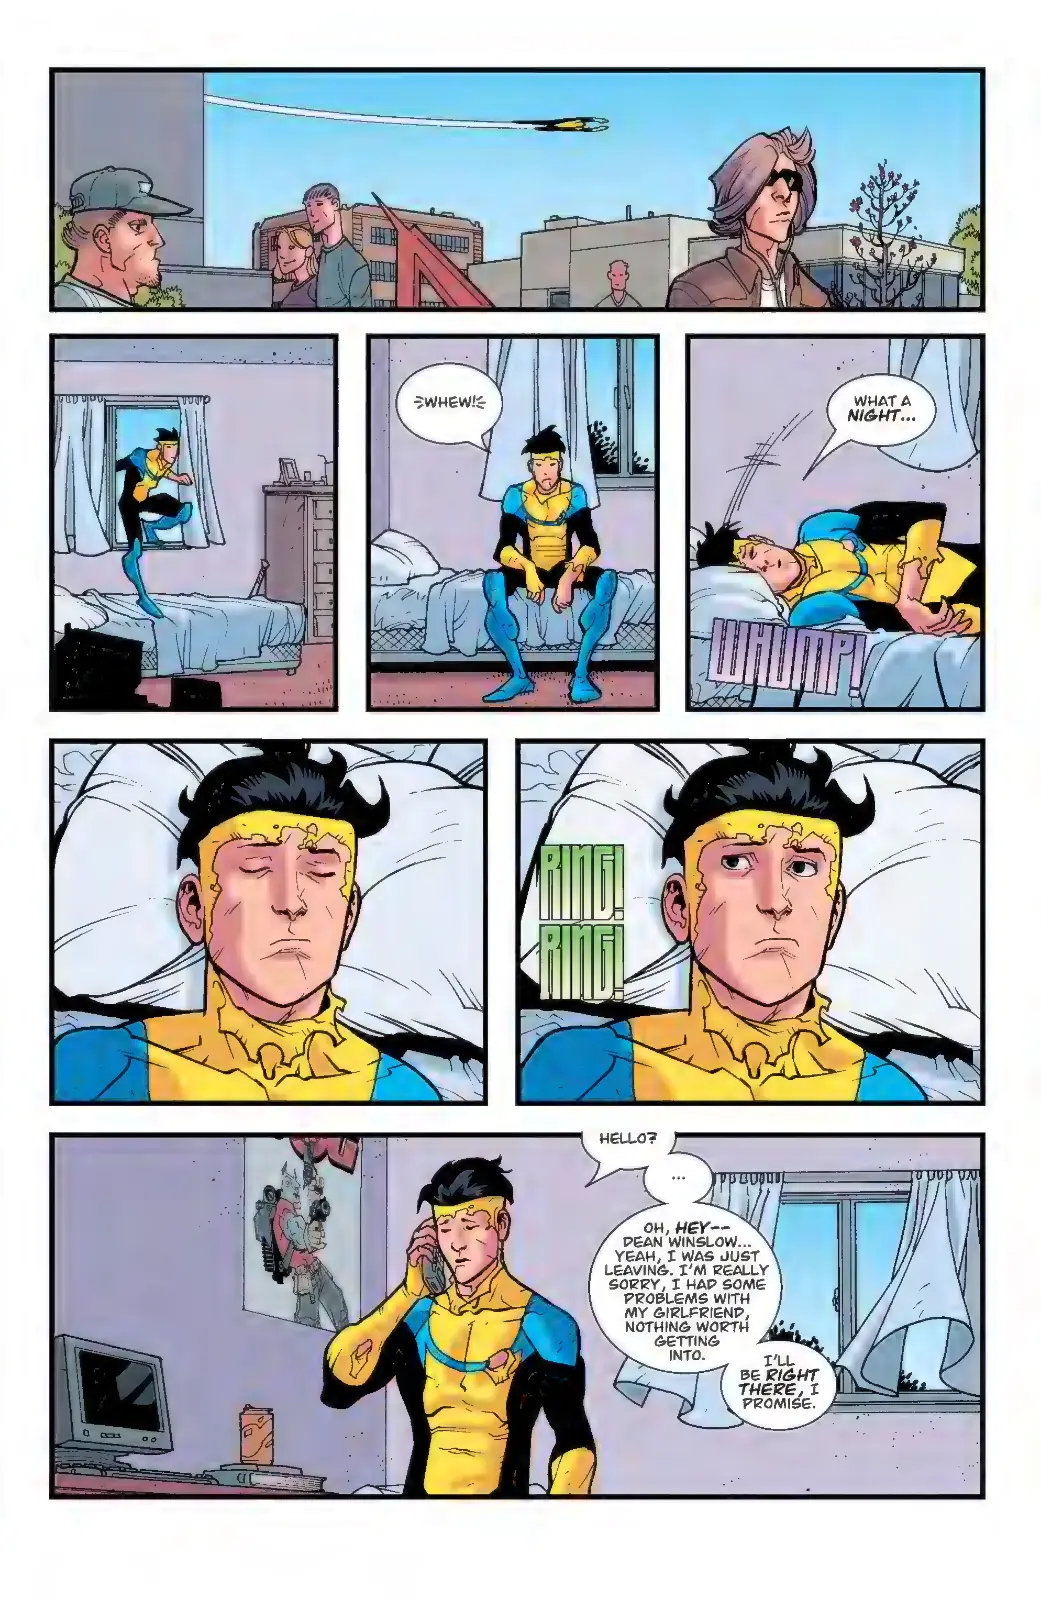 WHEW!
WHAT A
NIGHT...
WHUMP!
RING!
RING!
HELLO?
...
OH, HEY--
DEAN WINSLOW...
YEAH, I WAS JUST
LEAVING. I'M REALLY
SORRY, I HAD SOME
PROBLEMS WITH
MY GIRLFRIEND,
NOTHING WORTH
GETTING
INTO.
I'LL
BE RIGHT
THERE, I
PROMISE.